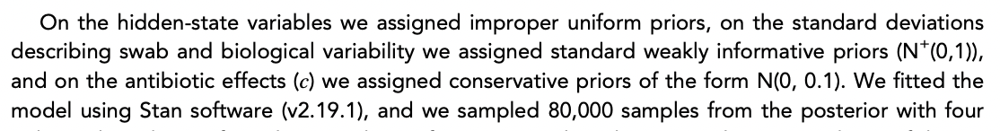 On the hidden-state variables we assigned improper uniform priors, on the standard deviations
describing swab and biological variability we assigned standard weakly informative priors (N⁺(0,1)),
and on the antibiotic effects (c) we assigned conservative priors of the form N(0, 0.1). We fitted the
model using Stan software (v2.19.1), and we sampled 80,000 samples from the posterior with four